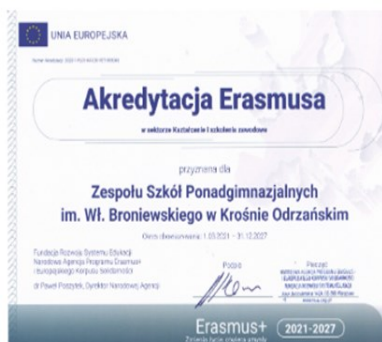 UNIA EUROPEJSKA
Akredytacja Erasmusa
w sektorze Kształcenie i szkolenia zawodowe
przyznana dla
Zespołu Szkół Ponadgimnazjalnych
im. Wł. Broniewskiego w Krośnie Odrzańskim
Okres obowiązywania: 1.03.2021 – 31.12.2027
Fundacja Rozwoju Systemu Edukacji
Narodowa Agencja Programu Erasmus+
i Europejskiego Korpusu Solidarności
dr Paweł Poszytek, Dyrektor Narodowej Agencji
Podpis
Pieczęć
Erasmus+
2021-2027